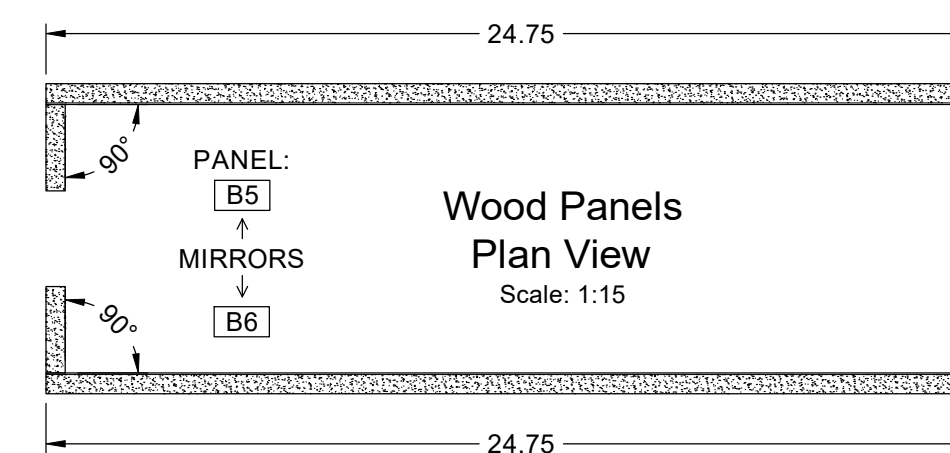 24.75
90°
PANEL:
B5
MIRRORS
B6
Wood Panels
Plan View
Scale: 1:15
90°
24.75